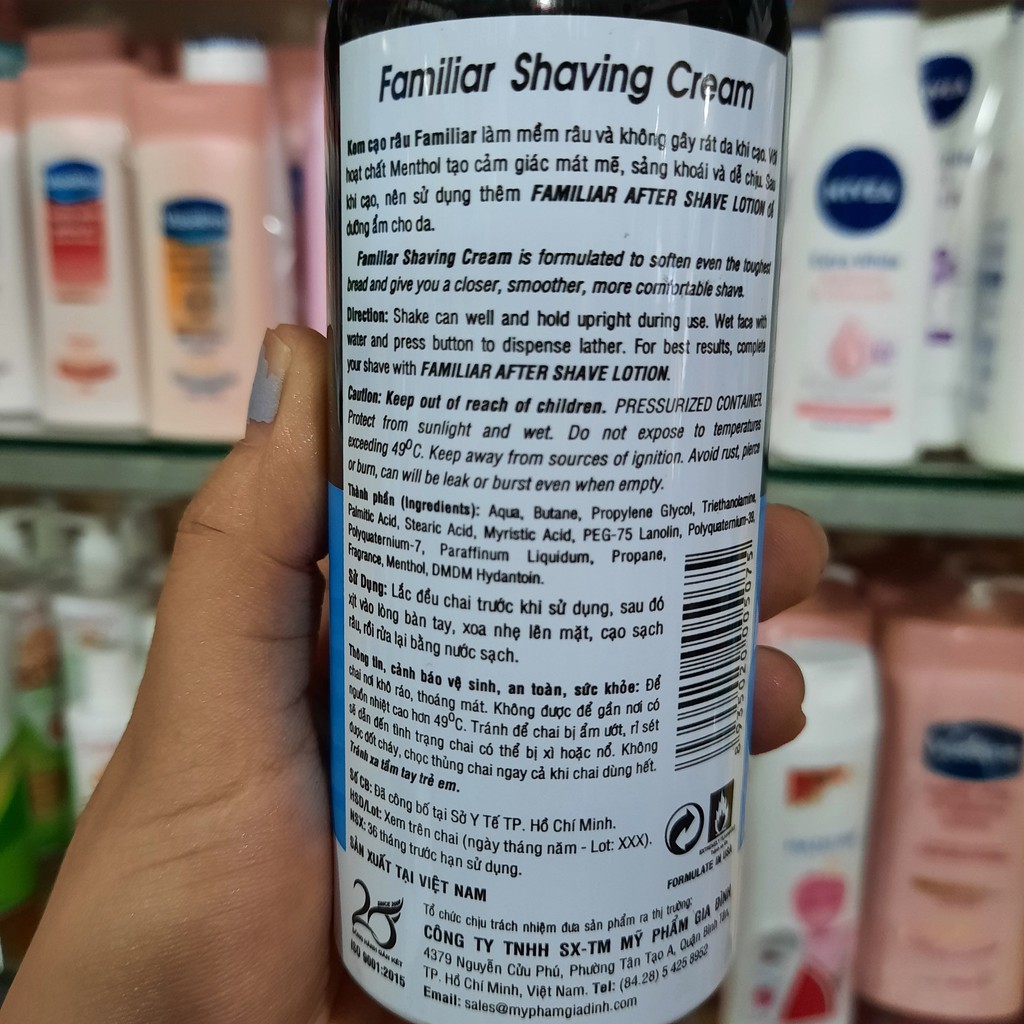 Familiar Shaving Cream
Kem cạo râu Familiar làm mềm râu và không gây rát da khi cạo. Với
hoạt chất Menthol tạo cảm giác mát mẽ, sảng khoái và dễ chịu. Sau
khi cạo, nên sử dụng thêm FAMILIAR AFTER SHAVE LOTION để
dưỡng ẩm cho da.
Familiar Shaving Cream is formulated to soften even the toughest
bread and give you a closer, smoother, more comfortable shave.
Direction: Shake can well and hold upright during use. Wet face with
water and press button to dispense lather. For best results, complete
your shave with FAMILIAR AFTER SHAVE LOTION.
Caution: Keep out of reach of children. PRESSURIZED CONTAINER.
Protect from sunlight and wet. Do not expose to temperatures
exceeding 49°C. Keep away from sources of ignition. Avoid rust, pierce
or burn, can will be leak or burst even when empty.
Thành phần (Ingredients): Aqua, Butane, Propylene Glycol, Triethanolamine,
Palmitic Acid, Stearic Acid, Myristic Acid, PEG-75 Lanolin, Polyquaternium-39,
Polyquaternium-7, Paraffinum Liquidum, Propane,
Fragrance, Menthol, DMDM Hydantoin.
Sử Dụng: Lắc đều chai trước khi sử dụng, sau đó
xịt vào lòng bàn tay, xoa nhẹ lên mặt, cạo sạch
râu, rồi rửa lại bằng nước sạch.
Thông tin, cảnh báo vệ sinh, an toàn, sức khỏe: Để
chai nơi khô ráo, thoáng mát. Không được để gần nơi có
nguồn nhiệt cao hơn 49°C. Tránh để chai bị ẩm ướt, rỉ sét
sẽ dẫn đến tình trạng chai có thể bị xì hoặc nổ. Không
được đốt cháy, chọc thủng chai ngay cả khi chai dùng hết.
Tránh xa tầm tay trẻ em.
8935020005075
Số CB: Đã công bố tại Sở Y Tế TP. Hồ Chí Minh.
HSD/Lot: Xem trên chai (ngày tháng năm - Lot: XXX).
NSX: 36 tháng trước hạn sử dụng.
SẢN XUẤT TẠI VIỆT NAM
FORMULATE IN USA
20
ISO 9001:2015
Tổ chức chịu trách nhiệm đưa sản phẩm ra thị trường:
CÔNG TY TNHH SX-TM MỸ PHẨM GIA ĐÌNH
4379 Nguyễn Cửu Phú, Phường Tân Tạo A, Quận Bình Tân,
TP. Hồ Chí Minh, Việt Nam. Tel: (84.28) 5 425 8952
Email: sales@myphamgiadinh.com
NIVEA
NIVEA
Vaseline
Vaseline
Vaseline